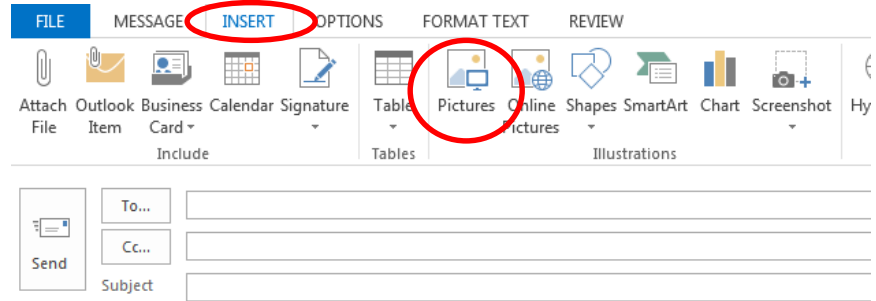 FILE MESSAGE INSERT OPTIONS FORMAT TEXT REVIEW
Attach Outlook Business Calendar Signature Table Pictures Online Shapes SmartArt Chart Screenshot Hy
File Item Card Pictures
Include Tables Illustrations
To...
Cc...
Send
Subject